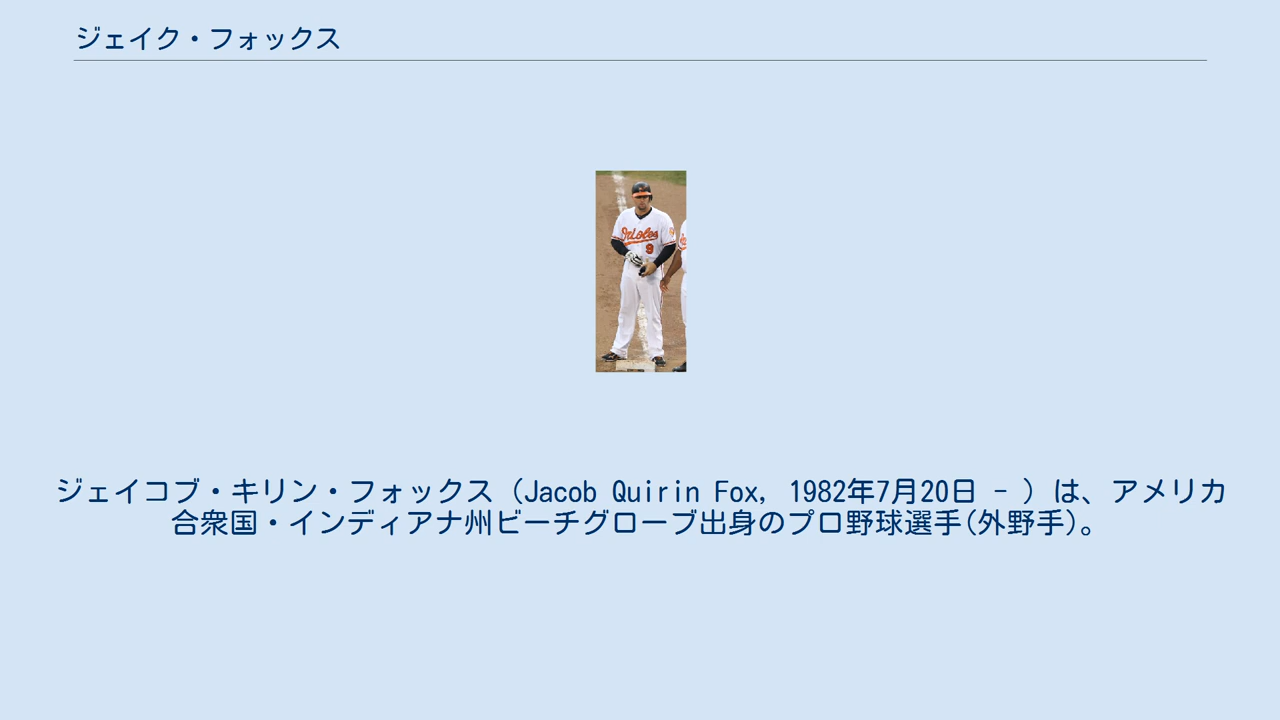 ジェイク・フォックス
Orioles
9
ジェイコブ・キリン・フォックス（Jacob Quirin Fox, 1982年7月20日 - ）は、アメリカ
合衆国・インディアナ州ビーチグローブ出身のプロ野球選手(外野手)。